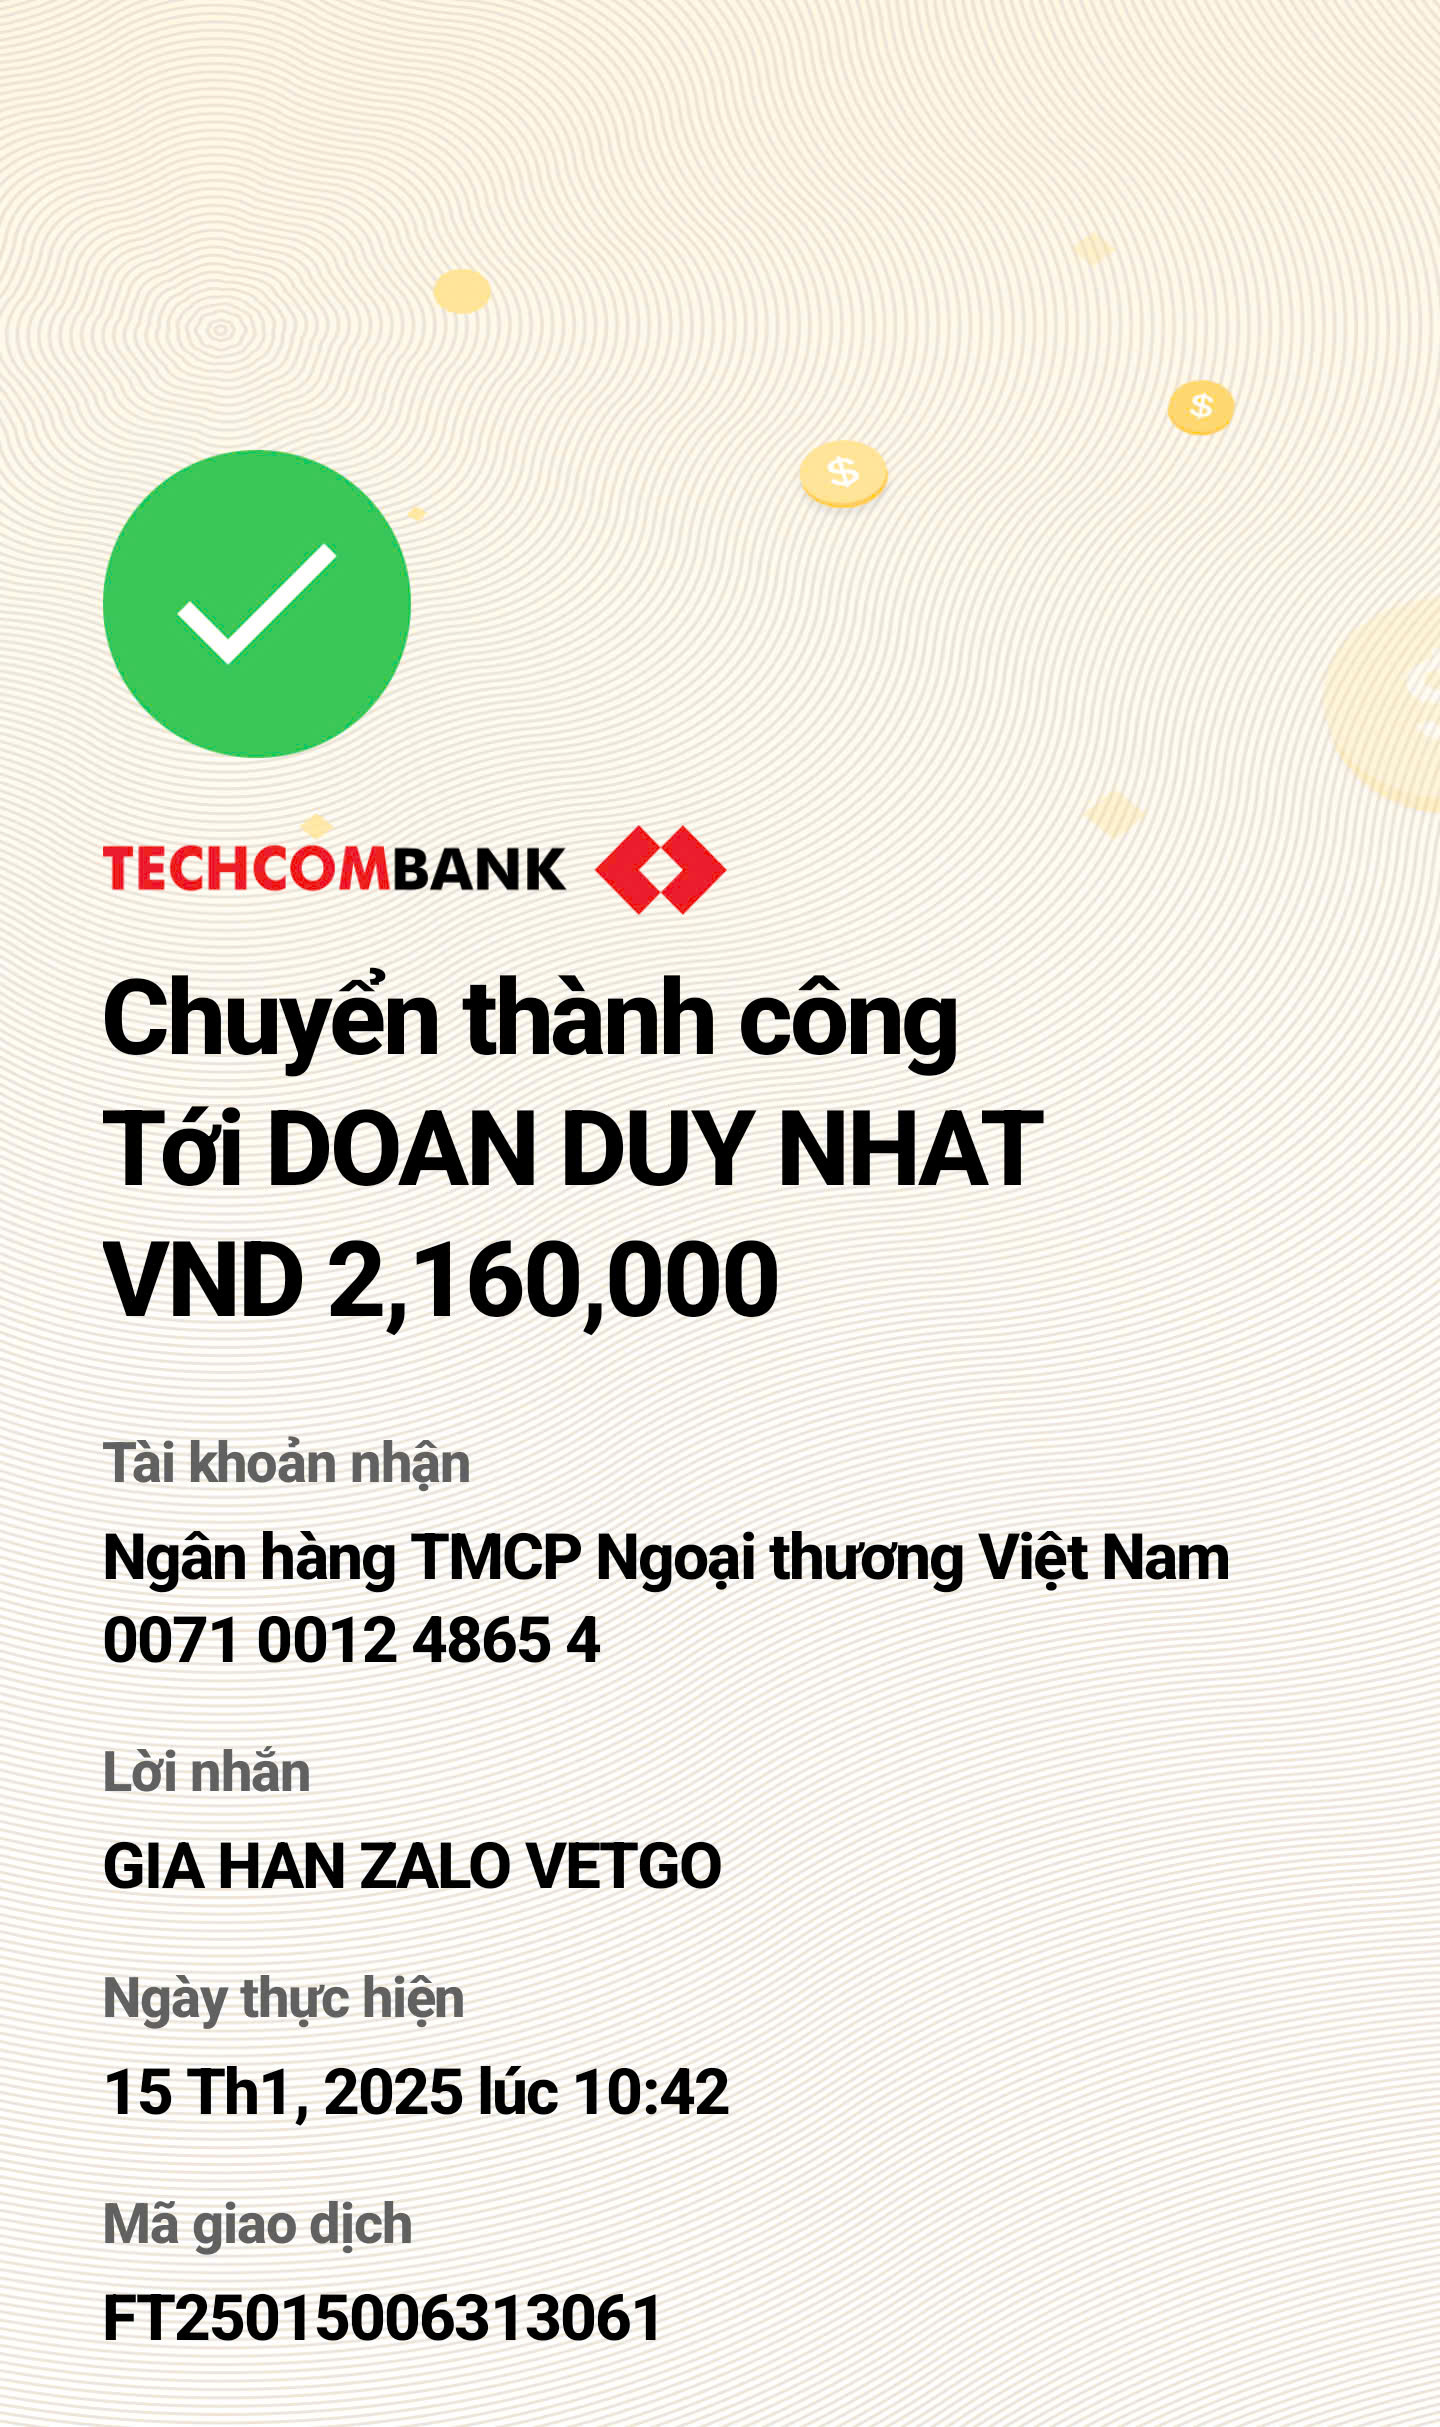 TECHCOMBANK
Chuyển thành công
Tới DOAN DUY NHAT
VND 2,160,000
Tài khoản nhận
Ngân hàng TMCP Ngoại thương Việt Nam
0071 0012 4865 4
Lời nhắn
GIA HAN ZALO VETGO
Ngày thực hiện
15 Th1, 2025 lúc 10:42
Mã giao dịch
FT25015006313061